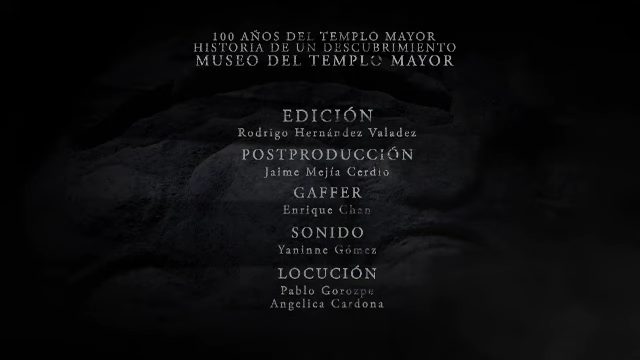 100 AÑOS DEL TEMPLO MAYOR
HISTORIA DE UN DESCUBRIMIENTO
MUSEO DEL TEMPLO MAYOR
EDICIÓN
Rodrigo Hernández Valadez
POSTPRODUCCIÓN
Jaime Mejía Cerdio
GAFFER
Enrique Chan
SONIDO
Yaninne Gómez
LOCUCIÓN
Pablo Gorozpe
Angelica Cardona